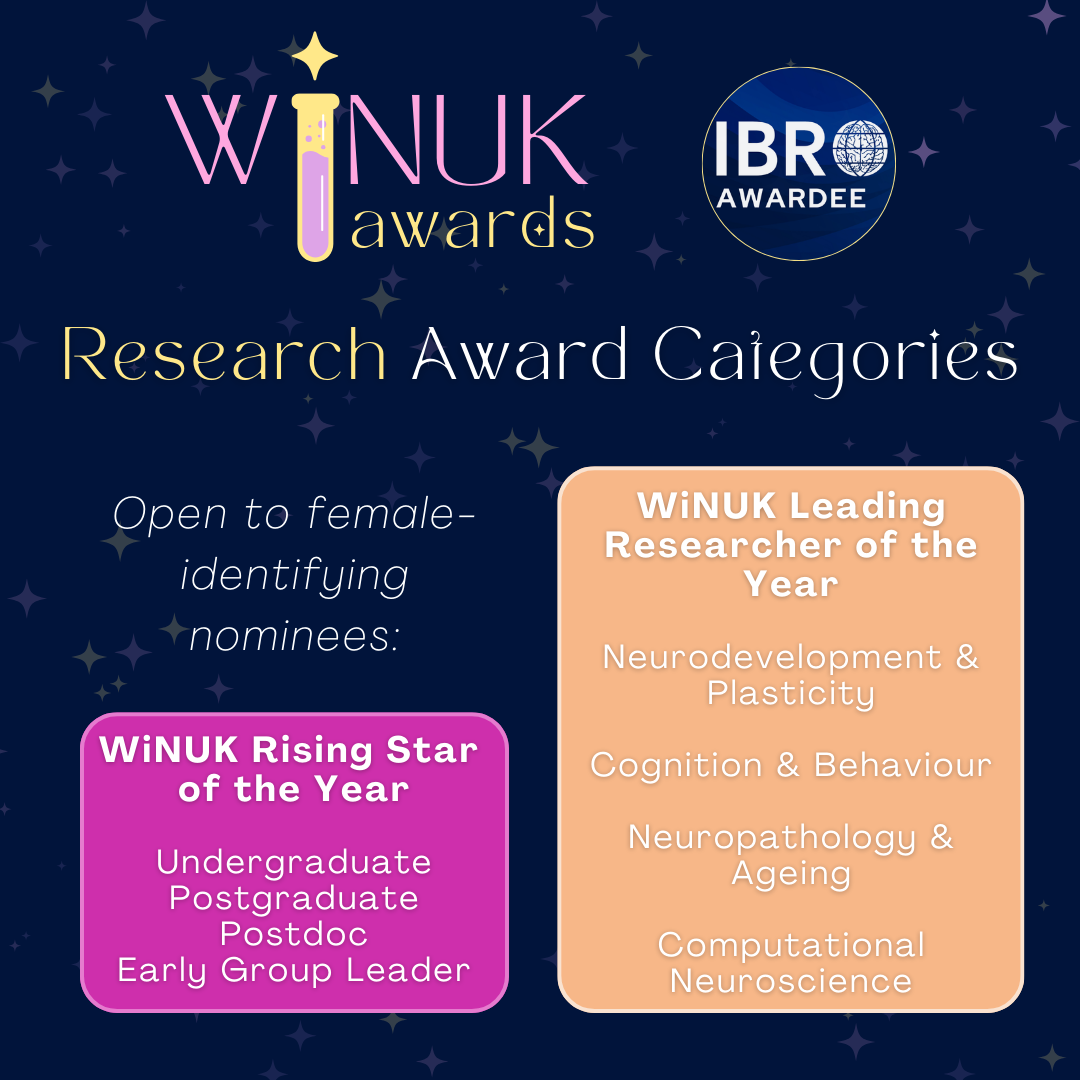 WiNUK
awards
IBRO
AWARDEE
Research Award Categories
Open to female-
identifying
nominees:
WiNUK Rising Star
of the Year
Undergraduate
Postgraduate
Postdoc
Early Group Leader
WiNUK Leading
Researcher of the
Year
Neurodevelopment &
Plasticity
Cognition & Behaviour
Neuropathology &
Ageing
Computational
Neuroscience